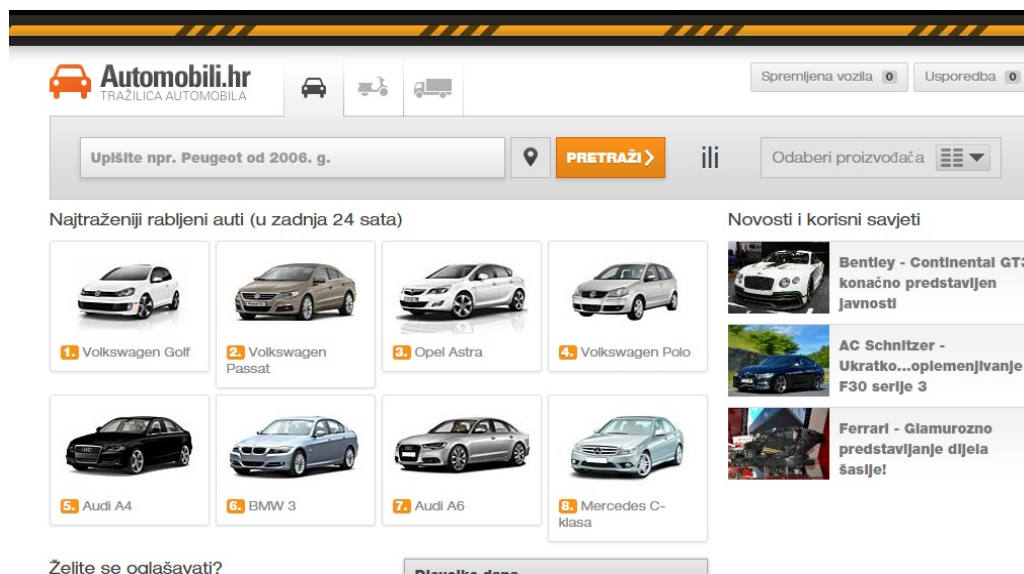 Automobili.hr
TRAŽILICA AUTOMOBILA
Spremljena vozila 0
Usporedba 0
Upišite npr. Peugeot od 2006. g.
PRETRAŽI
ili
Odaberi proizvođača
Najtraženiji rabljeni auti (u zadnja 24 sata)
1. Volkswagen Golf
2. Volkswagen
Passat
3. Opel Astra
4. Volkswagen Polo
5. Audi A4
6. BMW 3
7. Audi A6
8. Mercedes C-
klasa
Novosti i korisni savjeti
Bentley - Continental GT3
konačno predstavljen
javnosti
AC Schnitzer -
Ukratko...oplemenjivanje
F30 serije 3
Ferrari - Glamurozno
predstavljanje dijela
šasije!
Želite se oglašavati?